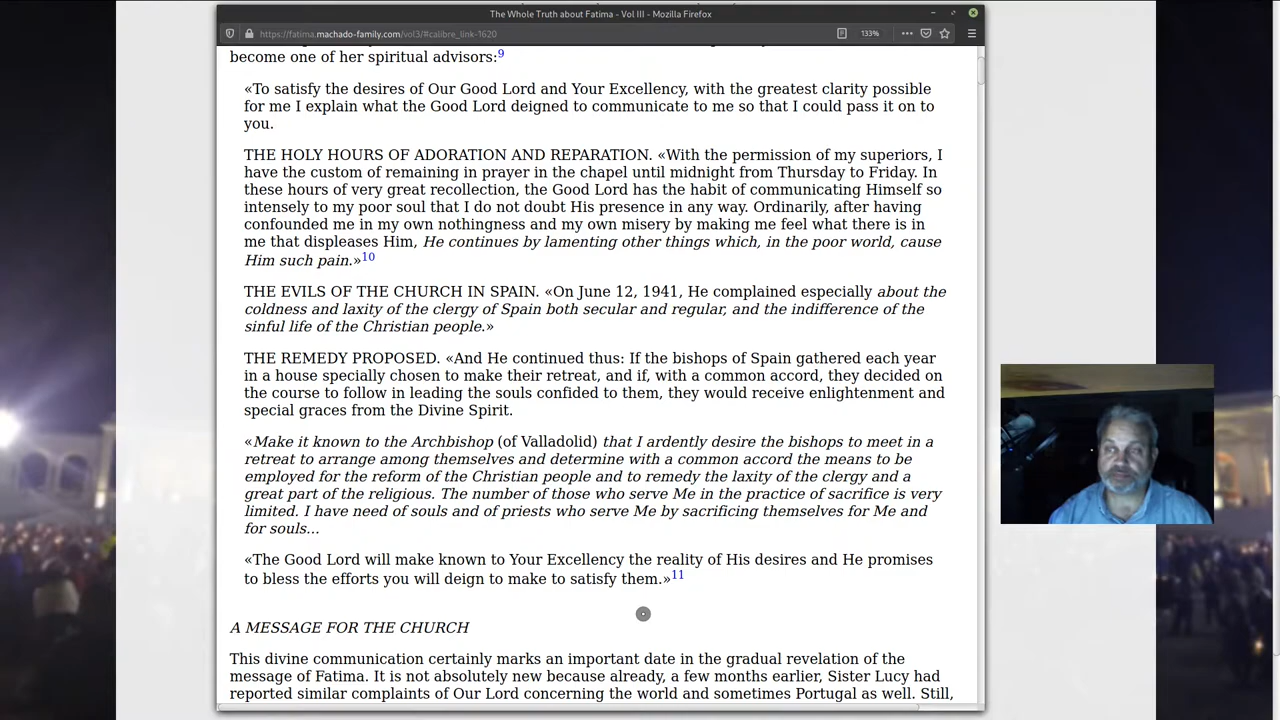 The Whole Truth about Fatima - Vol III - Mozilla Firefox
https://fatima.machado-family.com/vol3/#calibre_link-1620
133%
become one of her spiritual advisors:9
«To satisfy the desires of Our Good Lord and Your Excellency, with the greatest clarity possible
for me I explain what the Good Lord deigned to communicate to me so that I could pass it on to
you.
THE HOLY HOURS OF ADORATION AND REPARATION. «With the permission of my superiors, I
have the custom of remaining in prayer in the chapel until midnight from Thursday to Friday. In
these hours of very great recollection, the Good Lord has the habit of communicating Himself so
intensely to my poor soul that I do not doubt His presence in any way. Ordinarily, after having
confounded me in my own nothingness and my own misery by making me feel what there is in
me that displeases Him, He continues by lamenting other things which, in the poor world, cause
Him such pain.»10
THE EVILS OF THE CHURCH IN SPAIN. «On June 12, 1941, He complained especially about the
coldness and laxity of the clergy of Spain both secular and regular, and the indifference of the
sinful life of the Christian people.»
THE REMEDY PROPOSED. «And He continued thus: If the bishops of Spain gathered each year
in a house specially chosen to make their retreat, and if, with a common accord, they decided on
the course to follow in leading the souls confided to them, they would receive enlightenment and
special graces from the Divine Spirit.
«Make it known to the Archbishop (of Valladolid) that I ardently desire the bishops to meet in a
retreat to arrange among themselves and determine with a common accord the means to be
employed for the reform of the Christian people and to remedy the laxity of the clergy and a
great part of the religious. The number of those who serve Me in the practice of sacrifice is very
limited. I have need of souls and of priests who serve Me by sacrificing themselves for Me and
for souls...
«The Good Lord will make known to Your Excellency the reality of His desires and He promises
to bless the efforts you will deign to make to satisfy them.»11
A MESSAGE FOR THE CHURCH
This divine communication certainly marks an important date in the gradual revelation of the
message of Fatima. It is not absolutely new because already, a few months earlier, Sister Lucy had
reported similar complaints of Our Lord concerning the world and sometimes Portugal as well. Still,